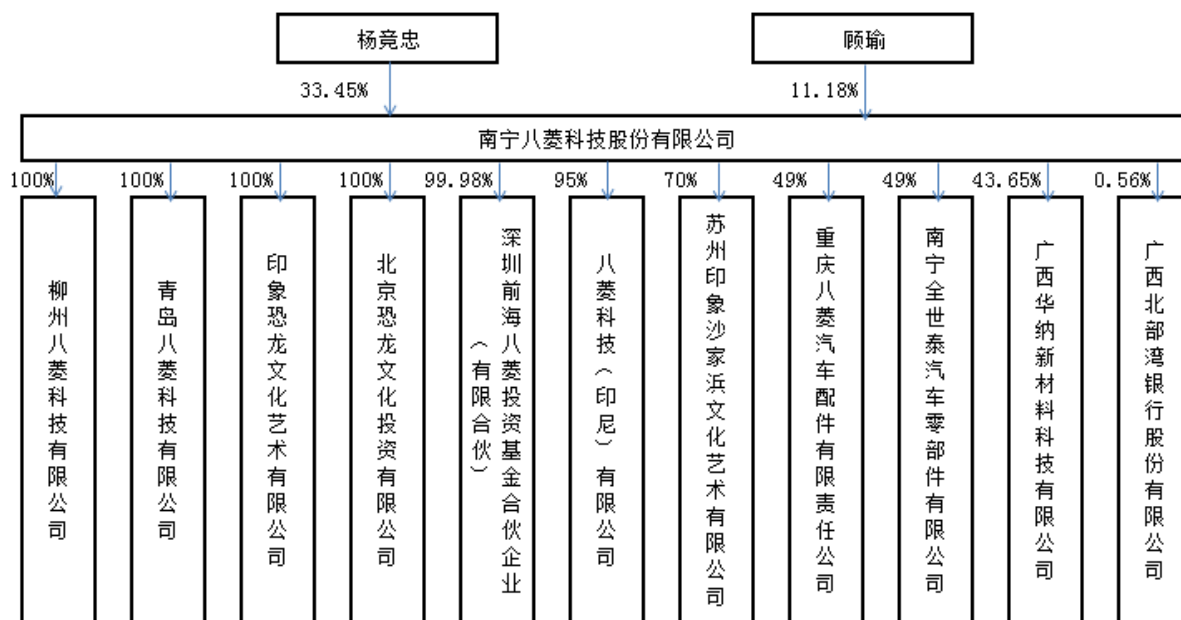 杨竞忠
顾瑜
33.45%
11.18%
南宁八菱科技股份有限公司
100%
100%
100%
100%
99.98%
95%
70%
49%
49%
43.65%
0.56%
柳州八菱科技有限公司
青岛八菱科技有限公司
印象恐龙文化艺术有限公司
北京恐龙文化投资有限公司
深圳前海八菱投资基金合伙企业
（有限合伙）
八菱科技（印尼）有限公司
苏州印象沙家浜文化艺术有限公司
重庆八菱汽车配件有限责任公司
南宁全世泰汽车零部件有限公司
广西华纳新材料科技有限公司
广西北部湾银行股份有限公司